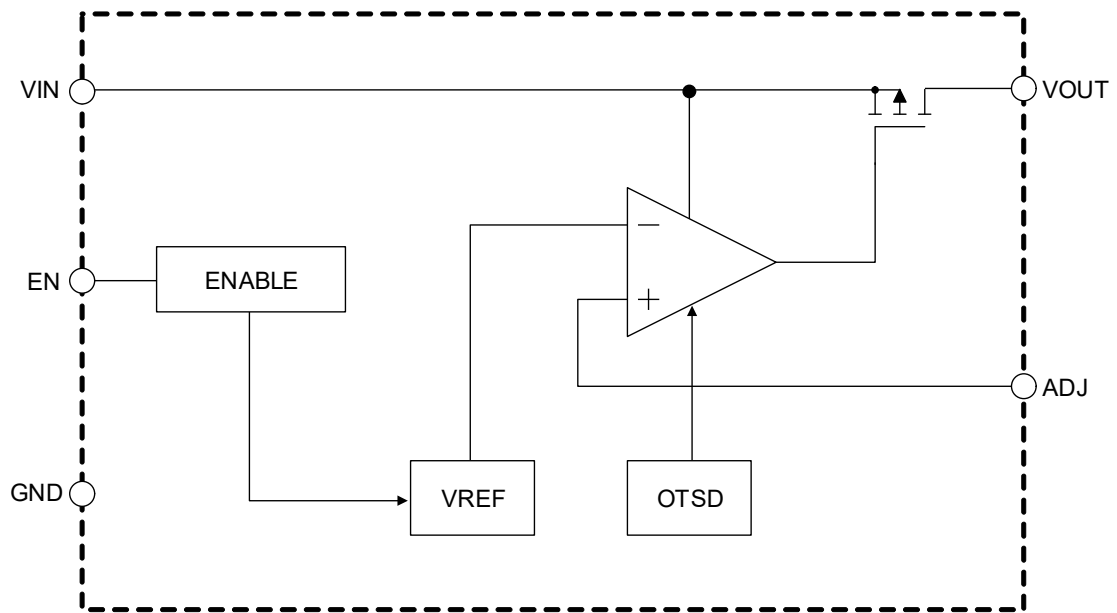 VIN
VOUT
−
EN
ENABLE
+
ADJ
GND
VREF
OTSD